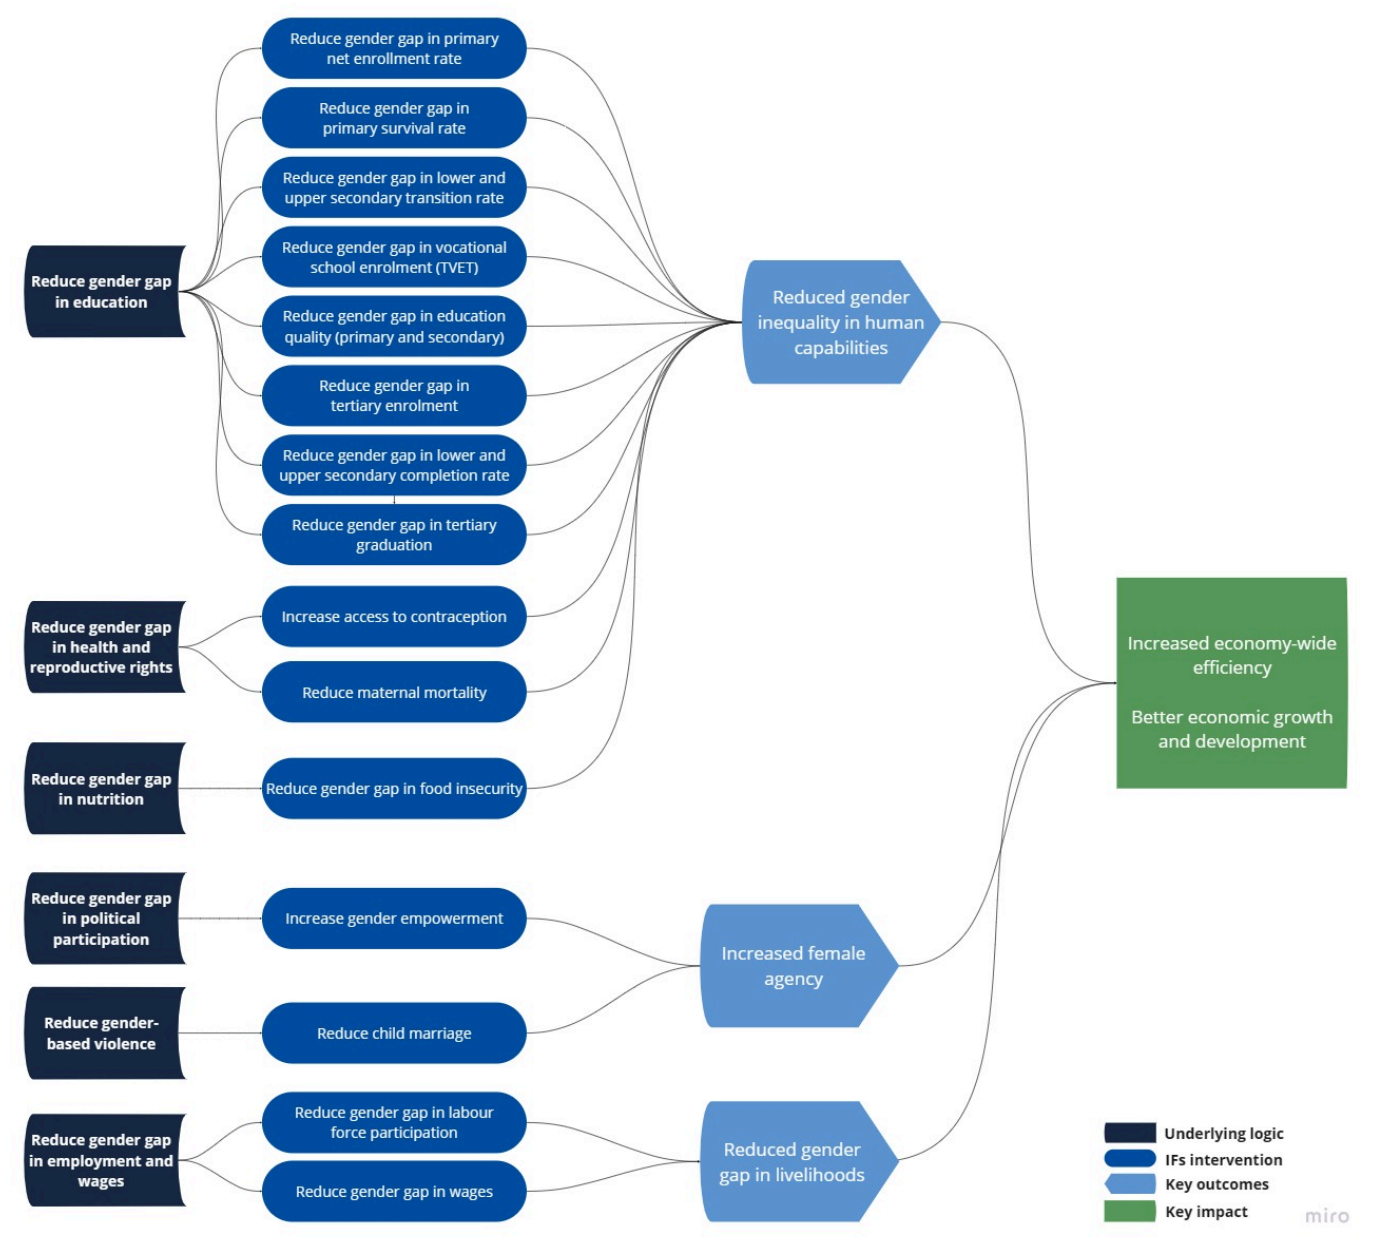 Reduce gender gap in primary
net enrollment rate
Reduce gender gap in
primary survival rate
Reduce gender gap in lower and
upper secondary transition rate
Reduce gender gap in vocational
school enrolment (TVET)
Reduce gender gap in education
quality (primary and secondary)
Reduce gender gap in
tertiary enrolment
Reduce gender gap in lower and
upper secondary completion rate
Reduce gender gap in tertiary
graduation
Reduce gender gap
in education
Reduced gender
inequality in human
capabilities
Reduce gender gap
in health and
reproductive rights
Increase access to contraception
Reduce maternal mortality
Increased economy-wide
efficiency
Better economic growth
and development
Reduce gender gap
in nutrition
Reduce gender gap in food insecurity
Reduce gender gap
in political
participation
Increase gender empowerment
Increased female
agency
Reduce gender-
based violence
Reduce child marriage
Reduce gender gap
in employment and
wages
Reduce gender gap in labour
force participation
Reduce gender gap in wages
Reduced gender
gap in livelihoods
Underlying logic
IFs intervention
Key outcomes
Key impact
miro